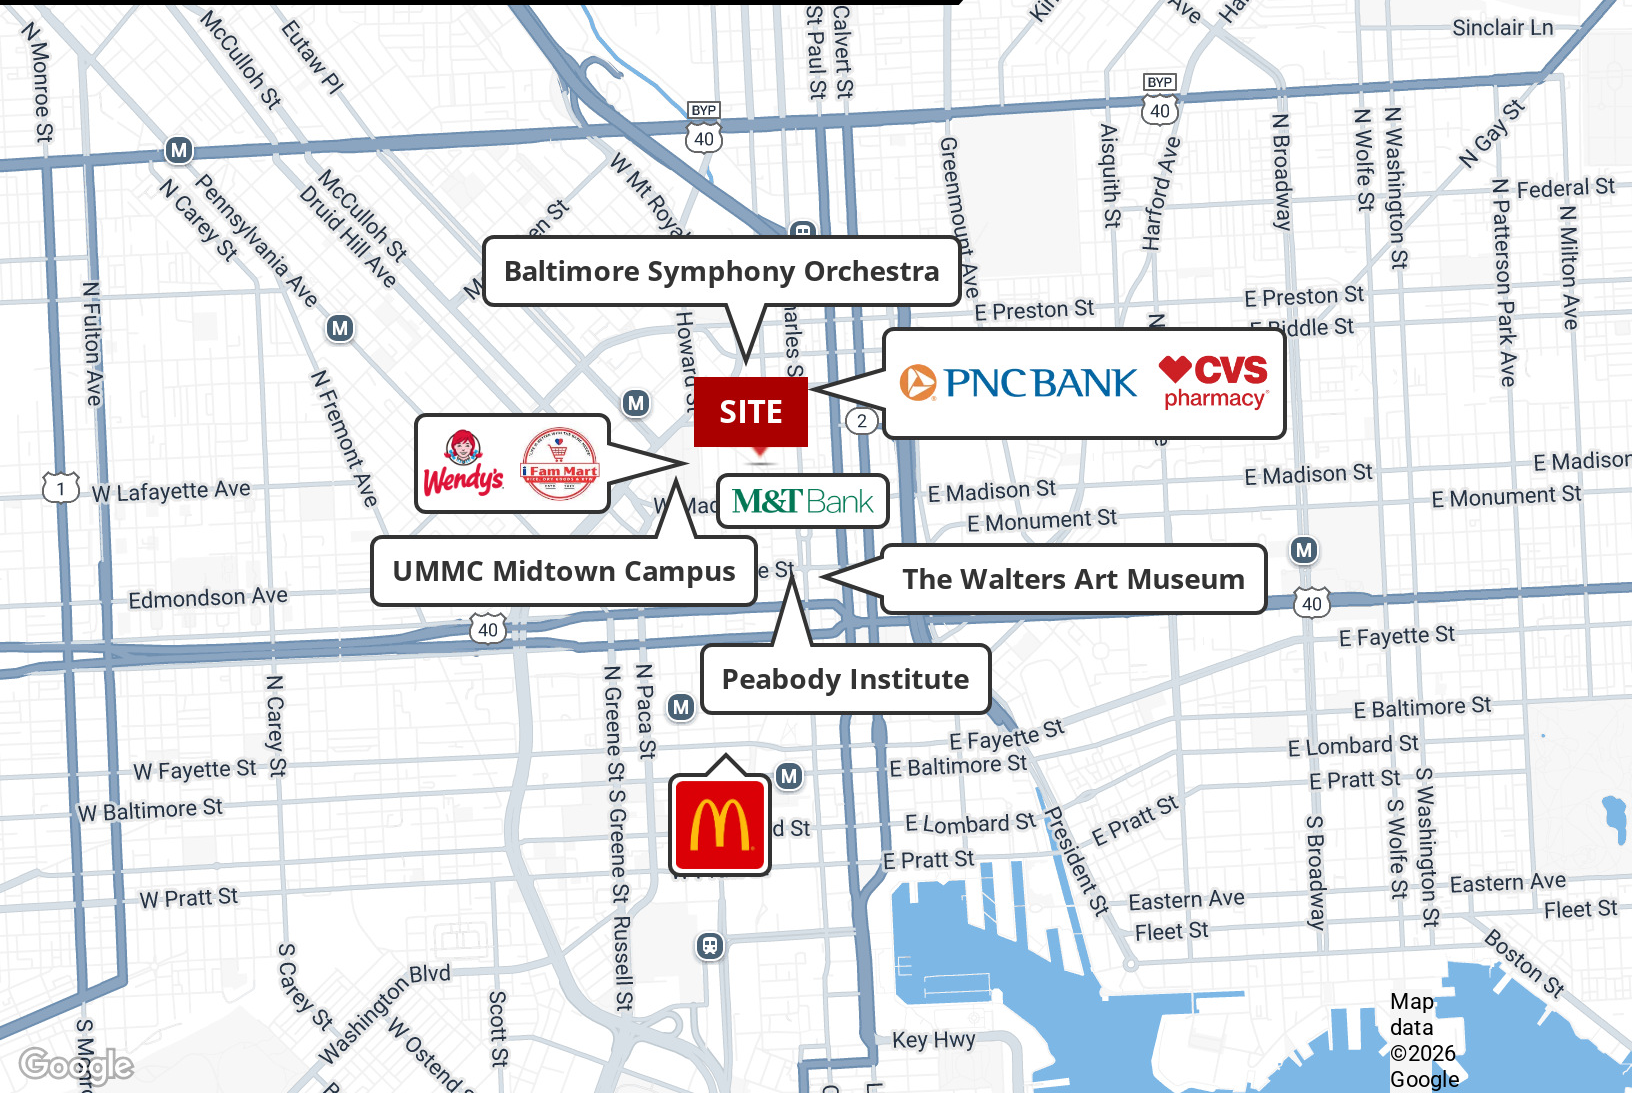 N Monroe St
McCulloh St
Eutaw Pl
St Paul St
Calvert St
Ave
Sinclair Ln
BYP
40
BYP
40
M
N Carey St
Pennsylvania Ave
McCulloh St
Druid Hill Ave
W Mt Royal
en St
Greenmount Ave
Aisquith St
Harford Ave
N Broadway
N Wolfe St
N Washington St
N Gay St
Federal St
N Patterson Park Ave
N Milton Ave
Baltimore Symphony Orchestra
N Fulton Ave
M
Howard St
harles S
E Preston St
E Preston St
E Biddle St
N
PNC BANK
CVS
pharmacy
N Fremont Ave
M
SITE
2
Wendy's
i Fam Mart
1
W Lafayette Ave
W Mad
M&T Bank
E Madison St
E Monument St
E Madison St
E Madison
E Monument St
M
UMMC Midtown Campus
e St
The Walters Art Museum
Edmondson Ave
40
40
E Fayette St
Peabody Institute
N Carey St
N Greene St
N Paca St
M
E Fayette St
E Baltimore St
E Baltimore St
E Lombard St
E Pratt St
W Fayette St
W Baltimore St
M
S Greene St
d St
E Lombard St
E Pratt St
E Pratt St
President St
S Broadway
S Wolfe St
S Washington St
W Pratt St
Eastern Ave
Fleet St
Eastern Ave
Fleet St
Russell St
S Carey St
Washington Blvd
Scott St
W Ostend S
Boston St
Key Hwy
S Monro
Google
Map
data
©2026
Google